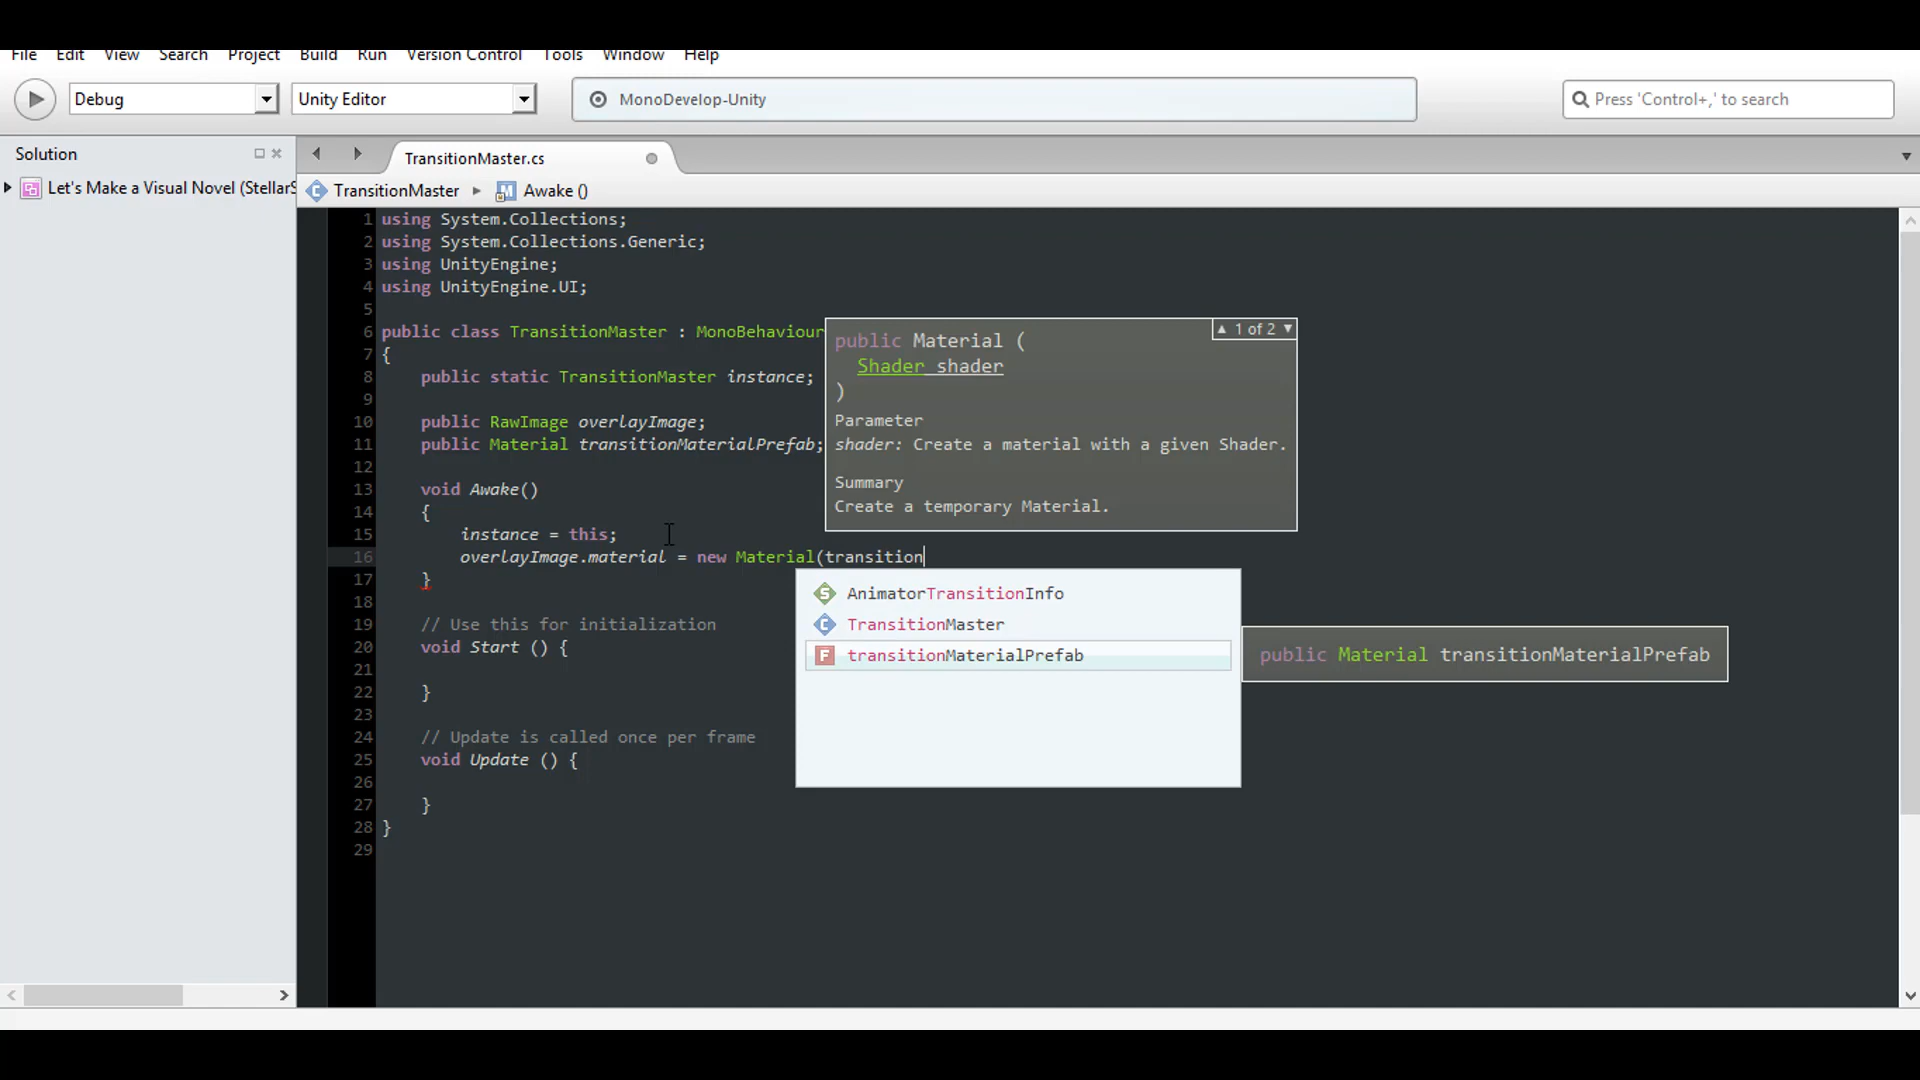 File Edit View Search Project Build Run Version Control Tools Window Help
Debug Unity Editor MonoDevelop-Unity Press 'Control+,' to search
Solution
Let's Make a Visual Novel (Stellar
TransitionMaster.cs
TransitionMaster Awake ()
1 using System.Collections;
2 using System.Collections.Generic;
3 using UnityEngine;
4 using UnityEngine.UI;
5
6 public class TransitionMaster : MonoBehaviour
7 {
8 public static TransitionMaster instance;
9
10 public RawImage overlayImage;
11 public Material transitionMaterialPrefab;
12
13 void Awake()
14 {
15 instance = this;
16 overlayImage.material = new Material(transition
17 }
18
19 // Use this for initialization
20 void Start () {
21
22 }
23
24 // Update is called once per frame
25 void Update () {
26
27 }
28 }
29
1 of 2
public Material (
Shader shader
)
Parameter
shader: Create a material with a given Shader.
Summary
Create a temporary Material.
AnimatorTransitionInfo
TransitionMaster
transitionMaterialPrefab
public Material transitionMaterialPrefab